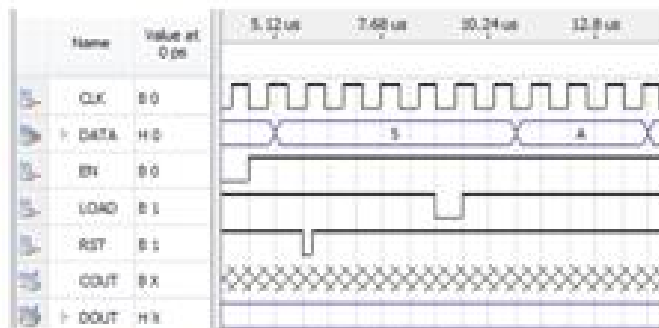 5.12 us 7.68 us 10.24 us 12.8 us
Name Value at 0 ps
CLK B 0
DATA H 0 5 A
EN B 0
LOAD B 1
RST B 1
COUT B X
DOUT H X